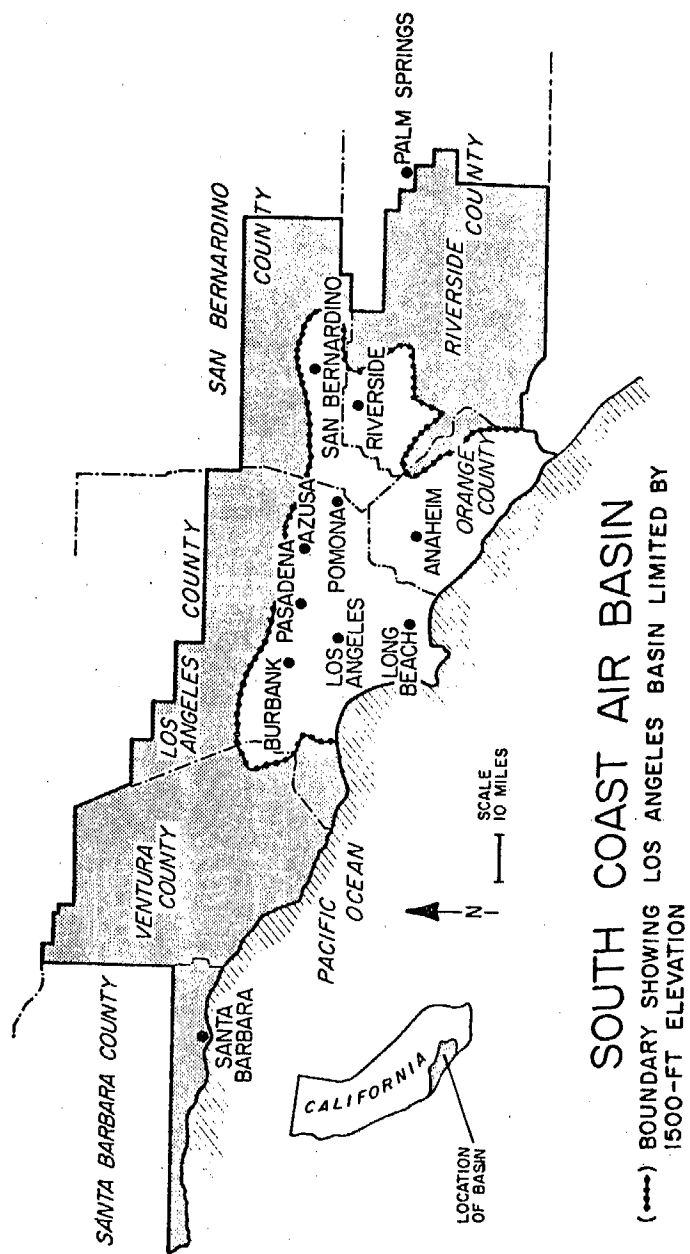 SANTA BARBARA COUNTY
VENTURA
COUNTY
LOS
ANGELES
COUNTY
SAN BERNARDINO
COUNTY
SANTA
BARBARA
BURBANK
PASADENA
AZUSA
LOS
ANGELES
POMONA
LONG
BEACH
ANAHEIM
ORANGE
COUNTY
SAN BERNARDINO
RIVERSIDE
RIVERSIDE
COUNTY
PALM SPRINGS
PACIFIC
OCEAN
N
SCALE
10 MILES
CALIFORNIA
LOCATION
OF BASIN
SOUTH COAST AIR BASIN
() BOUNDARY SHOWING LOS ANGELES BASIN LIMITED BY
1500-FT ELEVATION